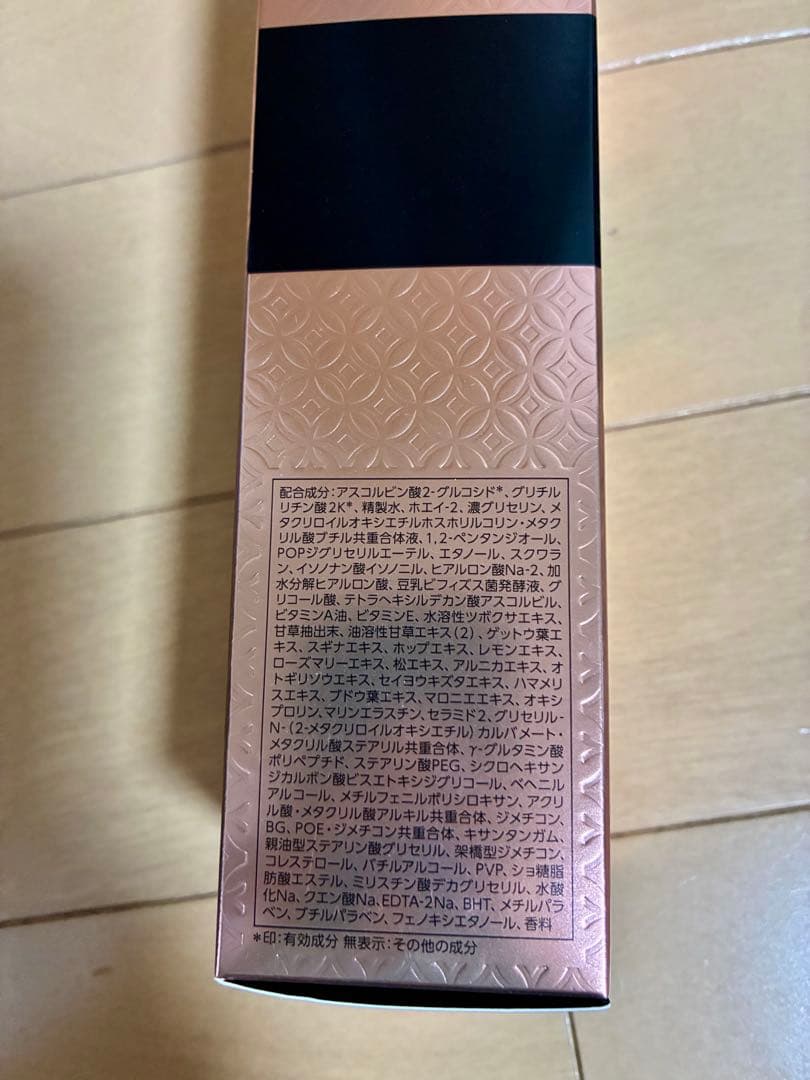 配合成分:アスコルビン酸2-グルコシド*、グリチル
リチン酸2K*、精製水、ホエイ-2、濃グリセリン、メ
タクリロイルオキシエチルホスホリルコリン・メタク
リル酸ブチル共重合体液、1,2-ペンタンジオール、
POPジグリセリルエーテル、エタノール、スクワラ
ン、イソノナン酸イソノニル、ヒアルロン酸Na-2、加
水分解ヒアルロン酸、豆乳ビフィズス菌発酵液、グ
リコール酸、テトラヘキシルデカン酸アスコルビル、
ビタミンA油、ビタミンE、水溶性ツボクサエキス、
甘草抽出末、油溶性甘草エキス(2)、ゲットウ葉エ
キス、スギナエキス、ホップエキス、レモンエキス、
ローズマリーエキス、松エキス、アルニカエキス、オ
トギリソウエキス、セイヨウキズタエキス、ハマメリ
スエキス、ブドウ葉エキス、マロニエエキス、オキシ
プロリン、マリンエラスチン、セラミド2、グリセリル-
N-(2-メタクリロイルオキシエチル)カルバメート・
メタクリル酸ステアリル共重合体、γ-グルタミン酸
ポリペプチド、ステアリン酸PEG、シクロヘキサン
ジカルボン酸ビスエトキシジグリコール、ベヘニル
アルコール、メチルフェニルポリシロキサン、アクリ
ル酸・メタクリル酸アルキル共重合体、ジメチコン、
BG、POE・ジメチコン共重合体、キサンタンガム、
親油型ステアリン酸グリセリル、架橋型ジメチコン、
コレステロール、バチルアルコール、PVP、ショ糖脂
肪酸エステル、ミリスチン酸デカグリセリル、水酸
化Na、クエン酸Na、EDTA-2Na、BHT、メチルパラ
ベン、ブチルパラベン、フェノキシエタノール、香料
*印:有効成分 無表示:その他の成分